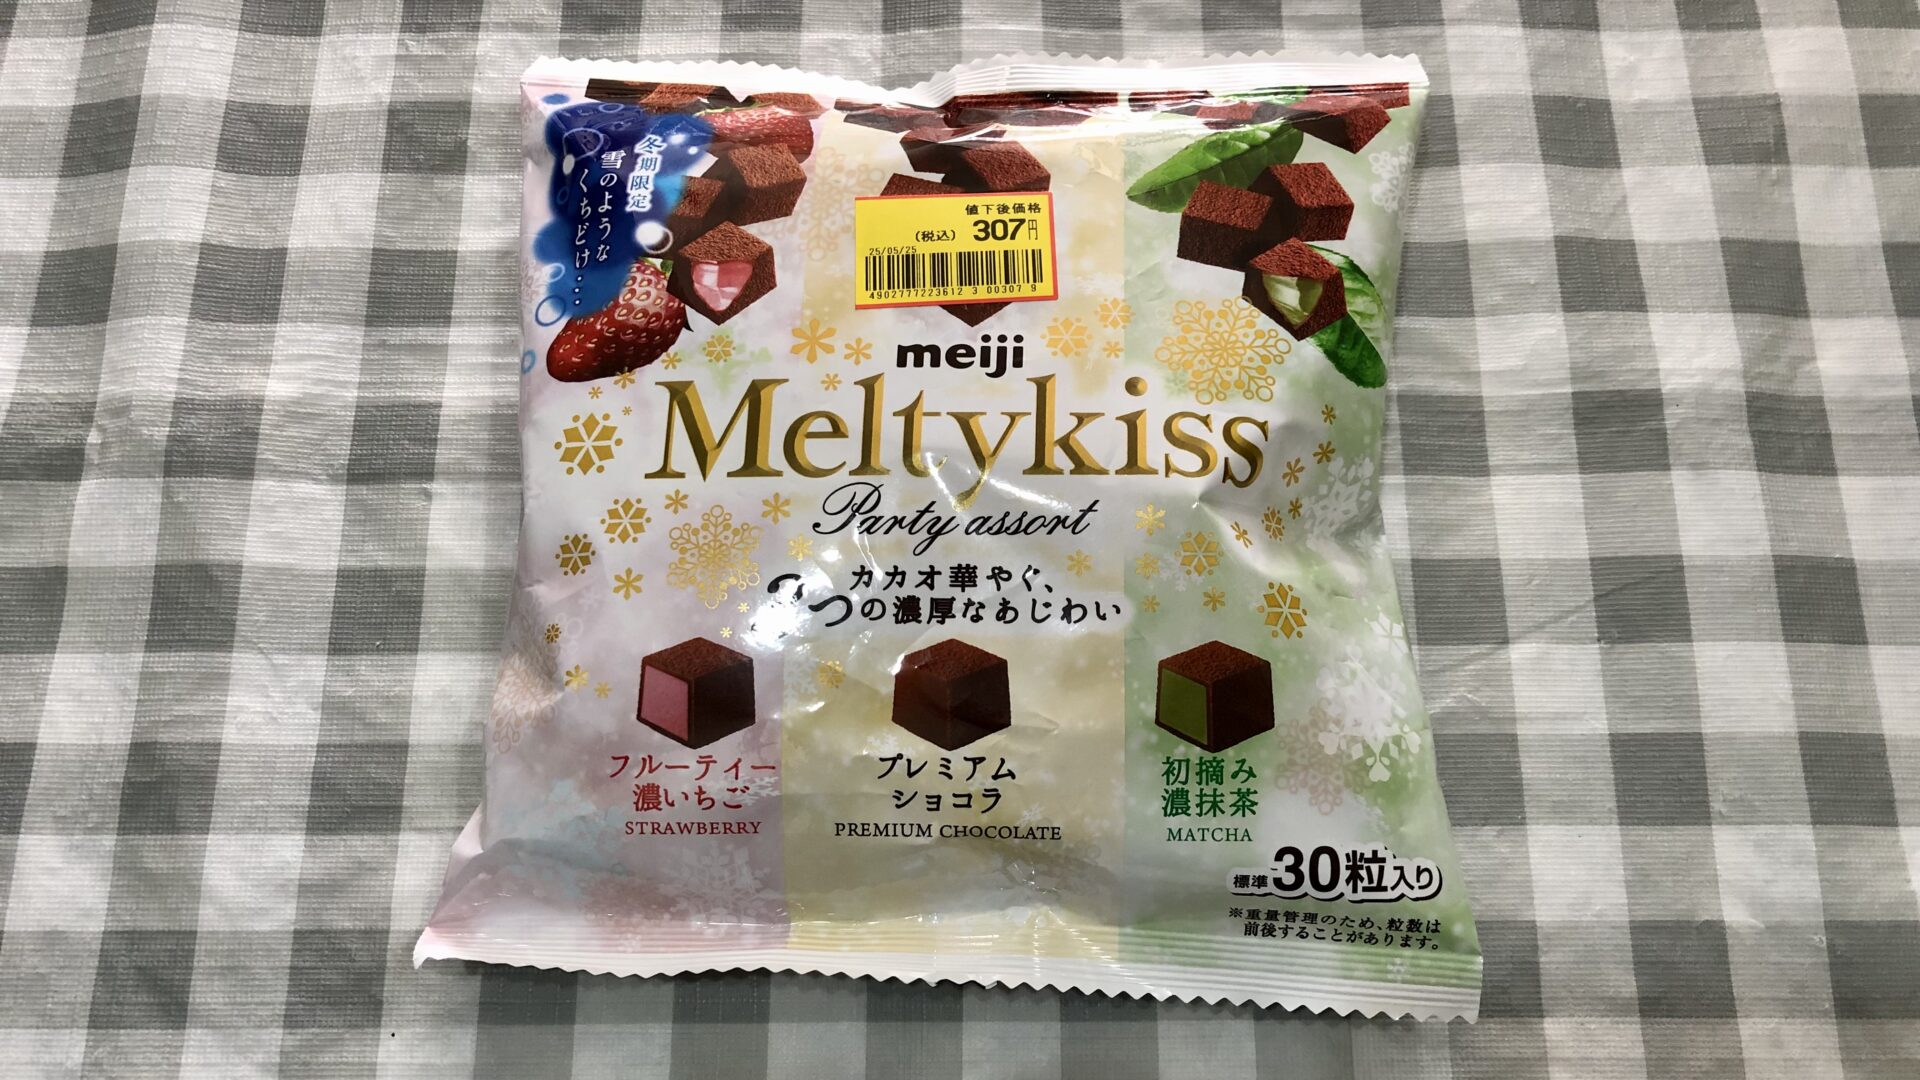 冬期限定
雪のような
くちどけ・・・・
値下後価格
(税込) 307円
25/05/25
4902777223612 3 00307 9
meiji
Meltykiss
Party assort
カカオ華やぐ、
3つの濃厚なあじわい
フルーティー
濃いちご
STRAWBERRY
プレミアム
ショコラ
PREMIUM CHOCOLATE
初摘み
濃抹茶
MATCHA
標準30粒入り
※重量管理のため、粒数は
前後することがあります。